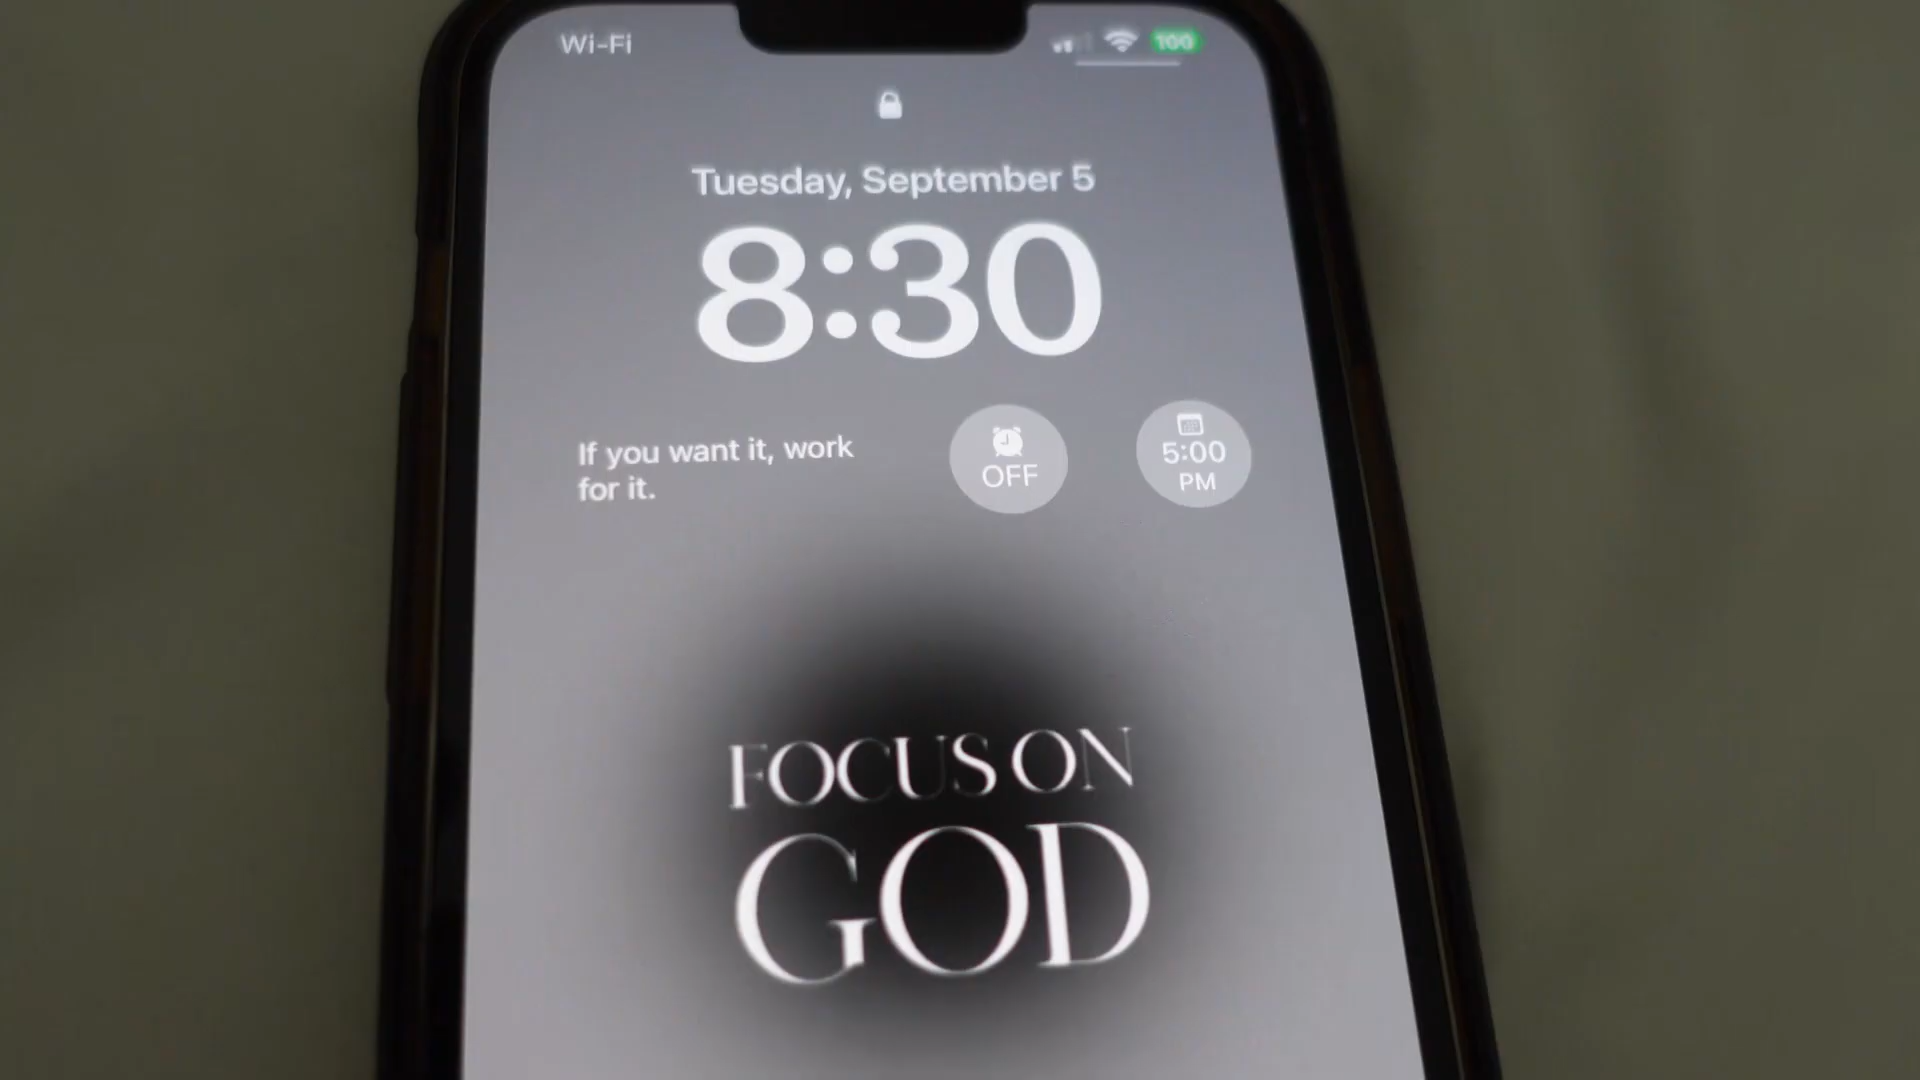 Wi-Fi
100
Tuesday, September 5
8:30
If you want it, work
for it.
OFF
5:00
PM
FOCUS ON
GOD